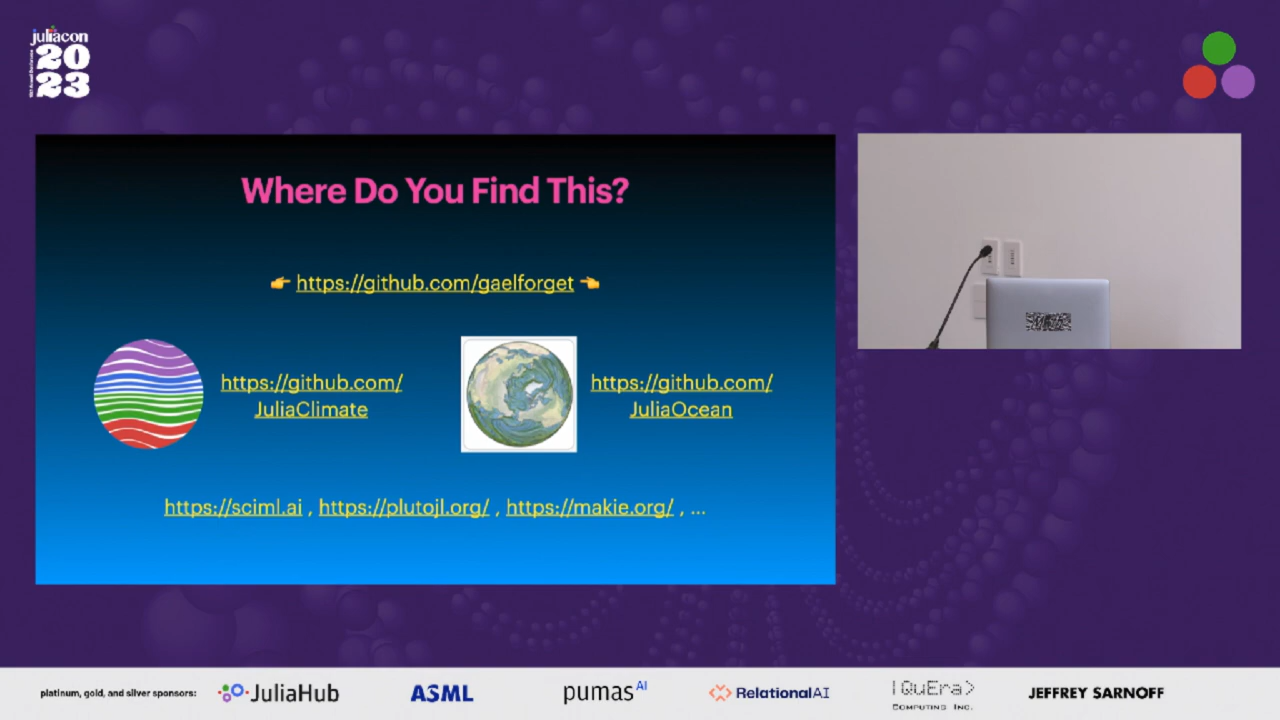 juliacon
20
23
Where Do You Find This?
👉 https://github.com/gaelforget 👈
https://github.com/
JuliaClimate
https://github.com/
JuliaOcean
https://sciml.ai , https://plutojl.org/ , https://makie.org/ , ...
platinum, gold, and silver sponsors:
JuliaHub
ASML
pumas AI
RelationalAI
|QuEra>
COMPUTING INC.
JEFFREY SARNOFF